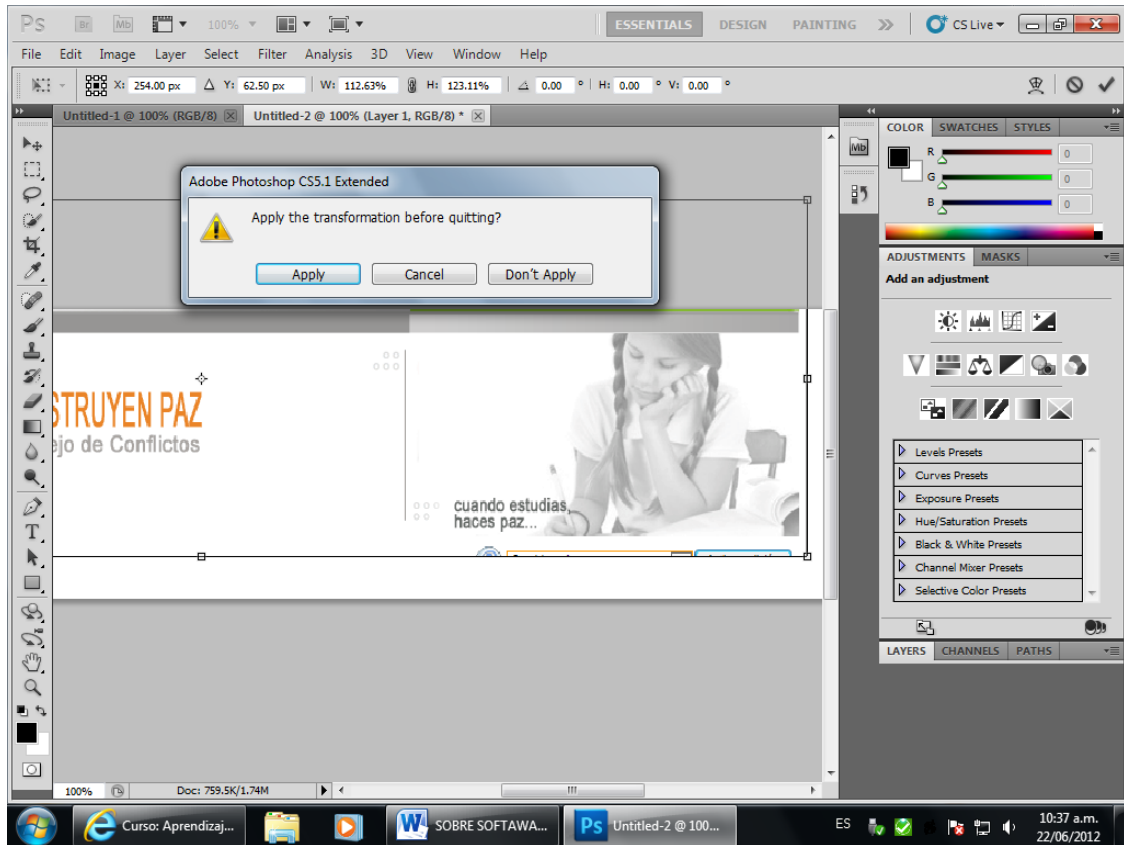 Ps Br Mb 100% ESSENTIALS DESIGN PAINTING >> CS Live
File Edit Image Layer Select Filter Analysis 3D View Window Help
X: 254.00 px Y: 62.50 px W: 112.63% H: 123.11% 0.00 ° H: 0.00 ° V: 0.00 °
Untitled-1 @ 100% (RGB/8) Untitled-2 @ 100% (Layer 1, RGB/8) *
Adobe Photoshop CS5.1 Extended
Apply the transformation before quitting?
Apply Cancel Don't Apply
STRUYEN PAZ
ejo de Conflictos
cuando estudias,
haces paz...
T
100% Doc: 759.5K/1.74M
Mb
COLOR SWATCHES STYLES
R 0
G 0
B 0
ADJUSTMENTS MASKS
Add an adjustment
Levels Presets
Curves Presets
Exposure Presets
Hue/Saturation Presets
Black & White Presets
Channel Mixer Presets
Selective Color Presets
LAYERS CHANNELS PATHS
Curso: Aprendizaj... W SOBRE SOFTAWA... Ps Untitled-2 @ 100... ES 10:37 a.m.
22/06/2012